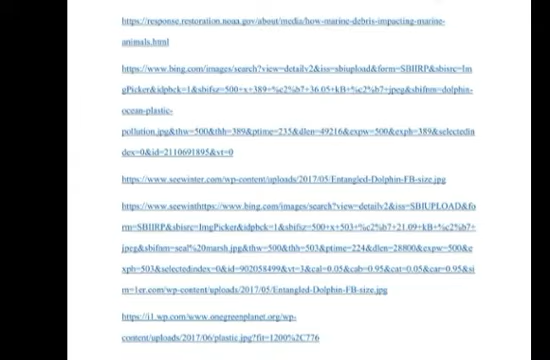 https://response.restoration.noaa.gov/about/media/how-marine-debris-impacting-marine-
animals.html
https://www.bing.com/images/search?view=detailv2&iss=sbiupload&form=SBIIRP&sbisrc=Im
gPicker&idpbck=1&sbifsz=500+x+389+%c2%b7+36.05+kB+%c2%b7+jpeg&sbifnm=dolphin-
ocean-plastic-
pollution.jpg&thw=500&thh=389&ptime=235&dlen=49216&expw=500&exph=389&selectedin
dex=0&id=2110691895&vt=0
https://www.seewinter.com/wp-content/uploads/2017/05/Entangled-Dolphin-FB-size.jpg
https://www.seewinthttps://www.bing.com/images/search?view=detailv2&iss=SBIUPLOAD&fo
rm=SBIIRP&sbisrc=ImgPicker&idpbck=1&sbifsz=500+x+503+%c2%b7+21.09+kB+%c2%b7+
jpeg&sbifnm=seal%20marsh.jpg&thw=500&thh=503&ptime=224&dlen=28800&expw=500&e
xph=503&selectedindex=0&id=902058499&vt=3&cal=0.05&cab=0.95&cat=0.05&car=0.95&si
m=1er.com/wp-content/uploads/2017/05/Entangled-Dolphin-FB-size.jpg
https://i1.wp.com/www.onegreenplanet.org/wp-
content/uploads/2017/06/plastic.jpg?fit=1200%2C776